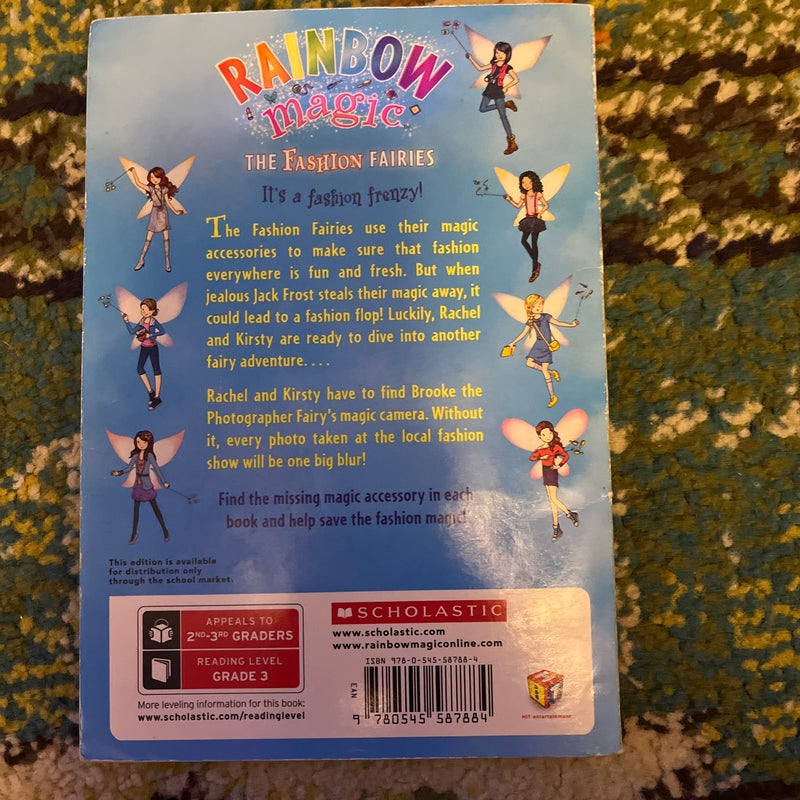 RAINBOW
magic
THE FASHION FAIRIES
It's a fashion frenzy!
The Fashion Fairies use their magic
accessories to make sure that fashion
everywhere is fun and fresh. But when
jealous Jack Frost steals their magic away, it
could lead to a fashion flop! Luckily, Rachel
and Kirsty are ready to dive into another
fairy adventure. . . .
Rachel and Kirsty have to find Brooke the
Photographer Fairy's magic camera. Without
it, every photo taken at the local fashion
show will be one big blur!
Find the missing magic accessory in each
book and help save the fashion magic!
This edition is available
for distribution only
through the school market.
APPEALS TO
2ND-3RD GRADERS
READING LEVEL
GRADE 3
More leveling information for this book:
www.scholastic.com/readinglevel
SCHOLASTIC
www.scholastic.com
www.rainbowmagiconline.com
ISBN 978-0-545-58788-4
EAN
9 780545 587884
HIT entertainment